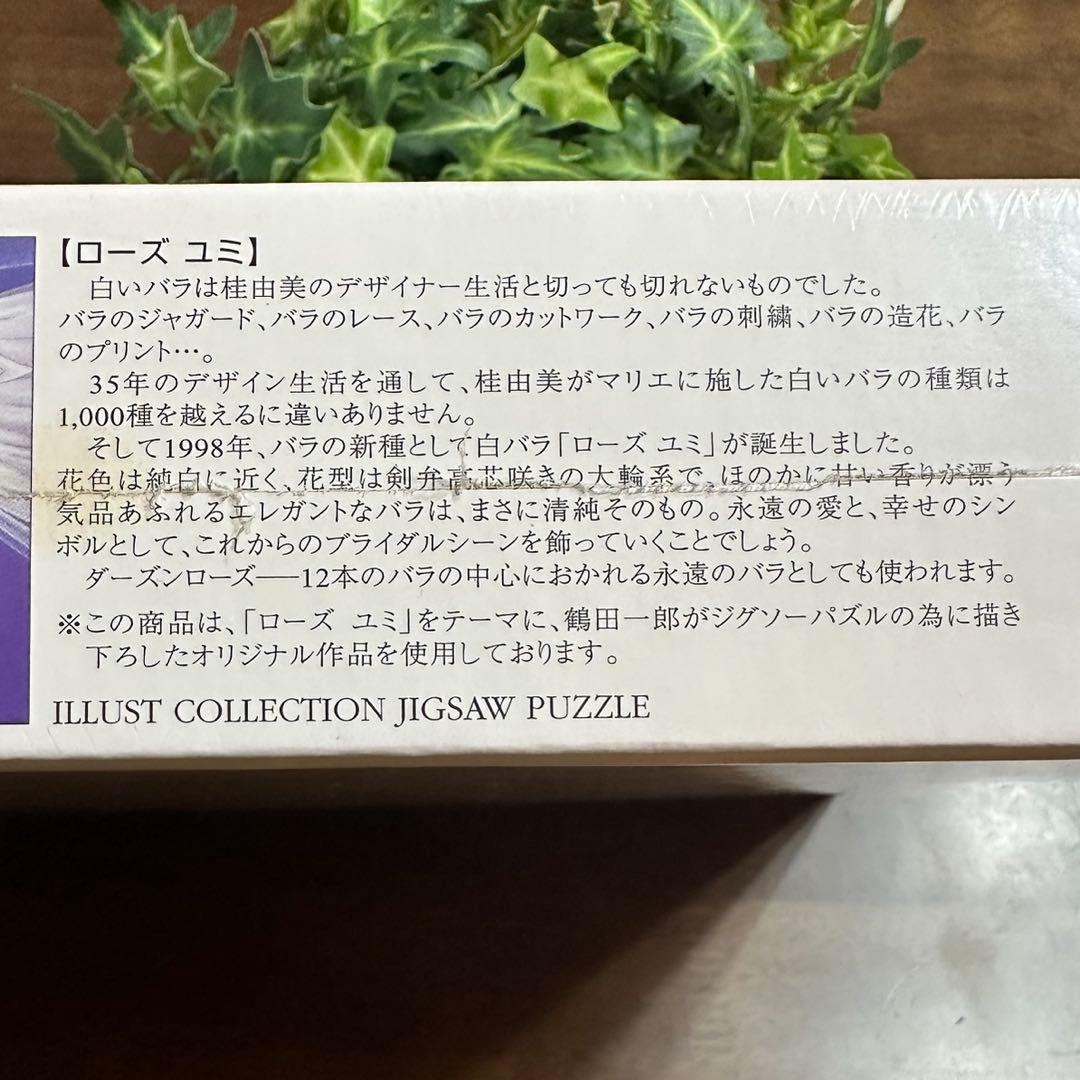 【ローズ ユミ】
白いバラは桂由美のデザイナー生活と切っても切れないものでした。
バラのジャガード、バラのレース、バラのカットワーク、バラの刺繍、バラの造花、バラ
のプリント…。
35年のデザイン生活を通して、桂由美がマリエに施した白いバラの種類は
1,000種を越えるに違いありません。
そして1998年、バラの新種として白バラ「ローズ ユミ」が誕生しました。
花色は純白に近く、花型は剣弁高芯咲きの大輪系で、ほのかに甘い香りが漂う
気品あふれるエレガントなバラは、まさに清純そのもの。永遠の愛と、幸せのシン
ボルとして、これからのブライダルシーンを飾っていくことでしょう。
ダーズンローズ──12本のバラの中心におかれる永遠のバラとしても使われます。
※この商品は、「ローズ ユミ」をテーマに、鶴田一郎がジグソーパズルの為に描き
下ろしたオリジナル作品を使用しております。
ILLUST COLLECTION JIGSAW PUZZLE